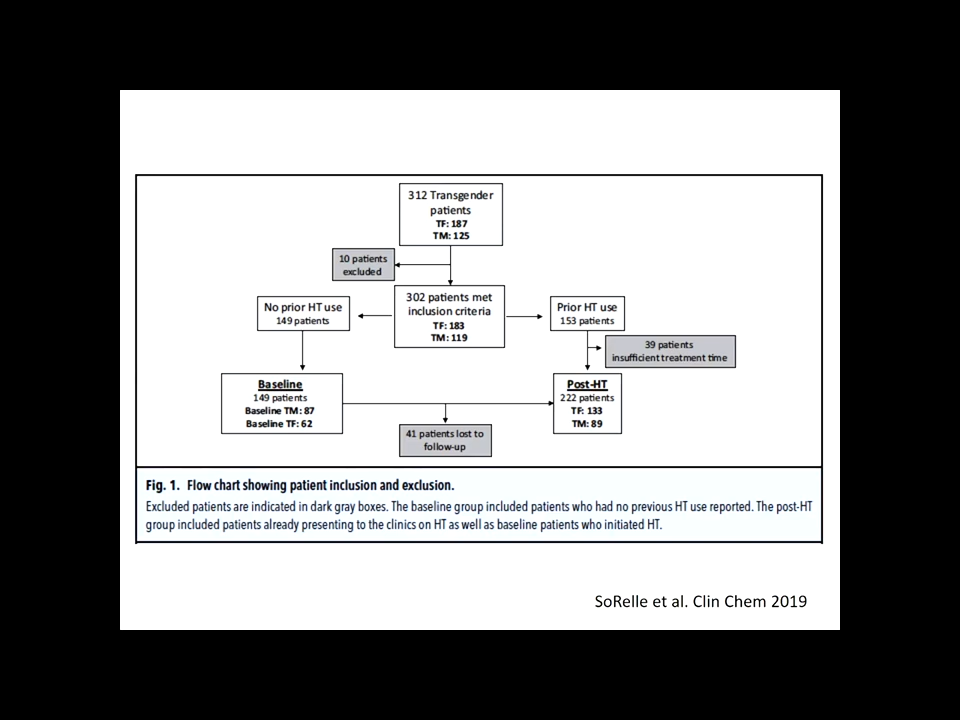 312 Transgender
patients
TF: 187
TM: 125
10 patients
excluded
302 patients met
inclusion criteria
TF: 183
TM: 119
No prior HT use
149 patients
Prior HT use
153 patients
39 patients
insufficient treatment time
Baseline
149 patients
Baseline TM: 87
Baseline TF: 62
Post-HT
222 patients
TF: 133
TM: 89
41 patients lost to
follow-up
Fig. 1. Flow chart showing patient inclusion and exclusion.
Excluded patients are indicated in dark gray boxes. The baseline group included patients who had no previous HT use reported. The post-HT
group included patients already presenting to the clinics on HT as well as baseline patients who initiated HT.
SoRelle et al. Clin Chem 2019